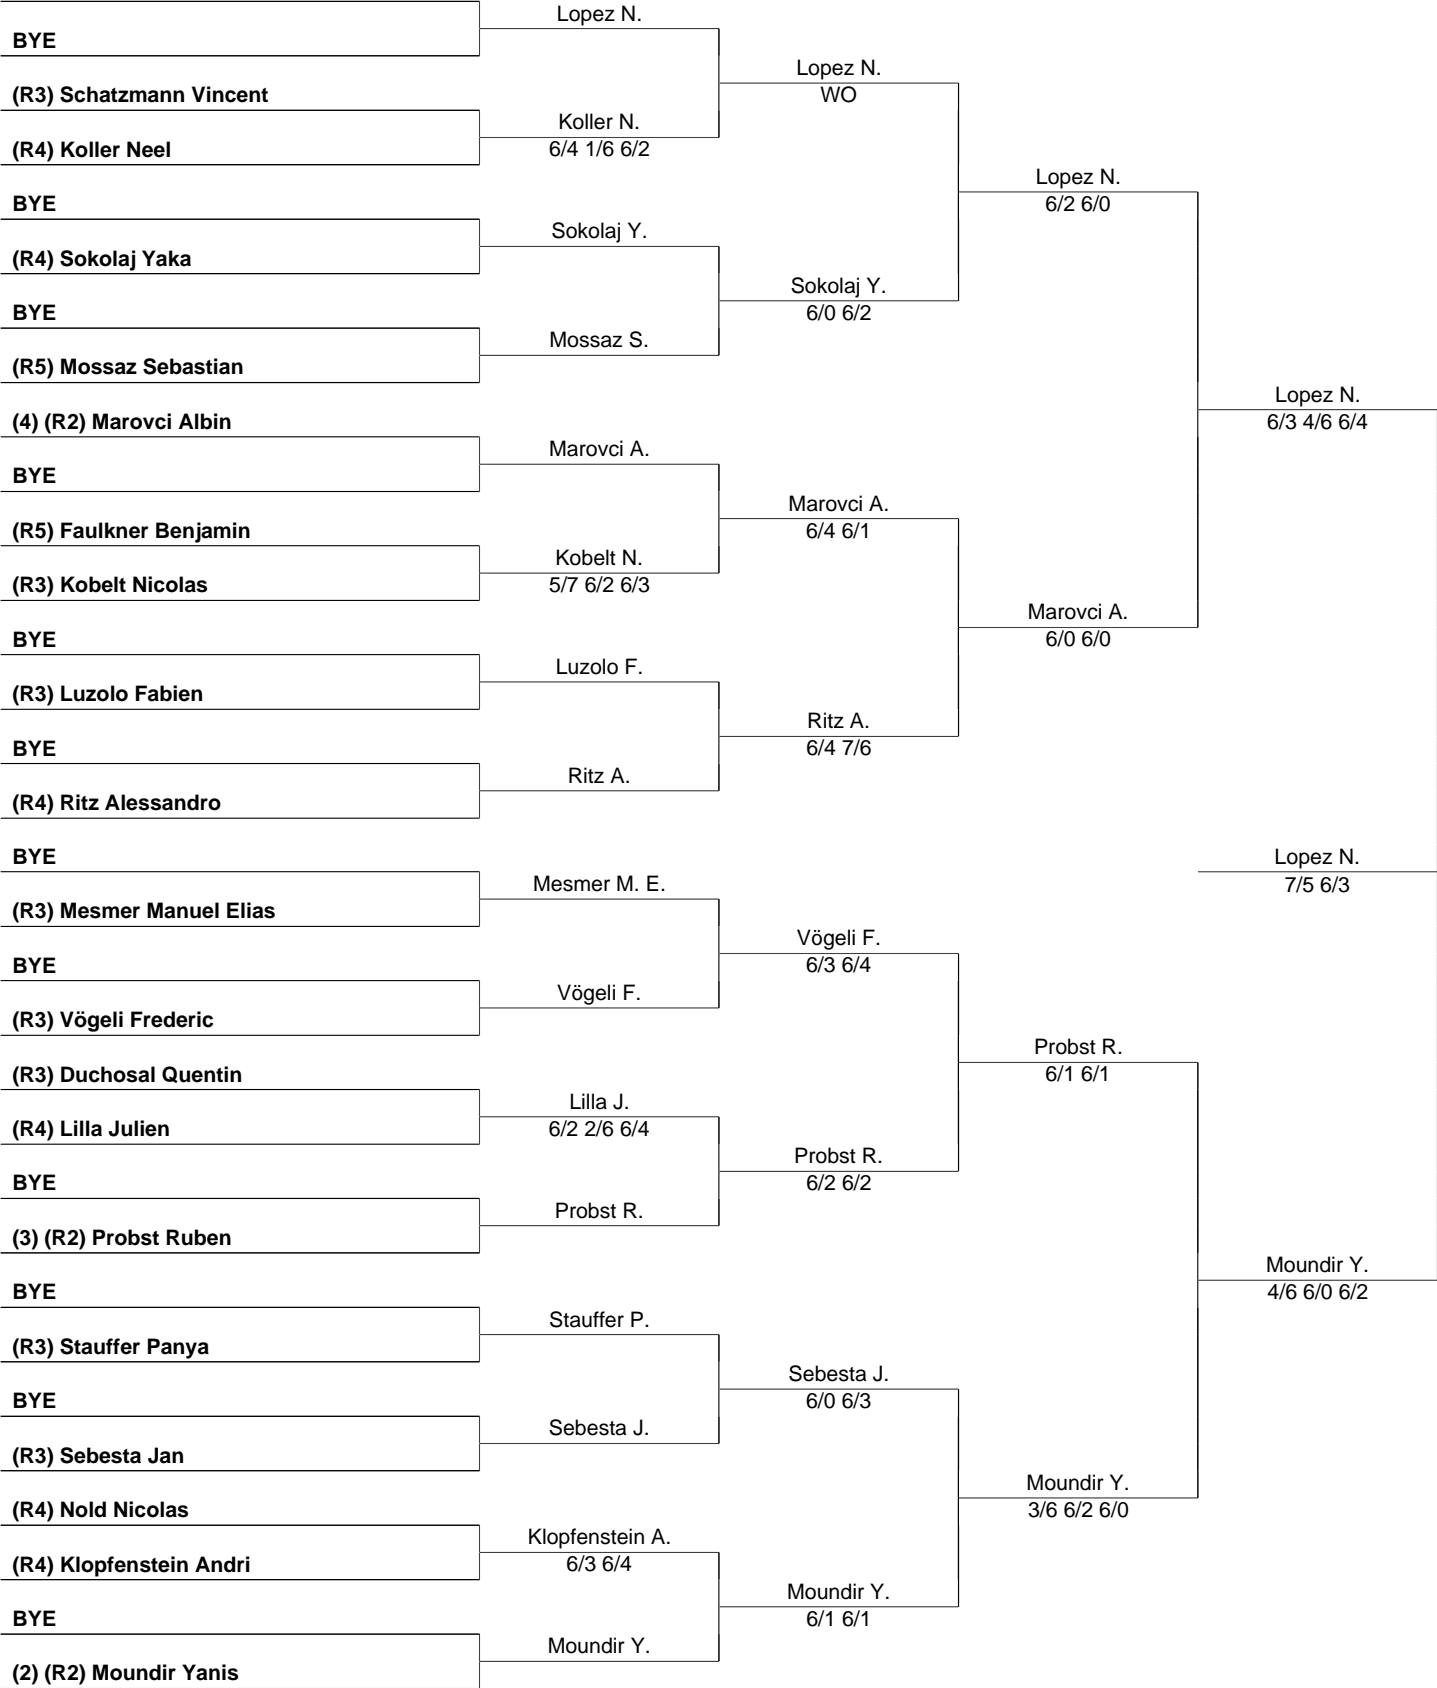 Lopez N.
BYE
Lopez N.
(R3) Schatzmann Vincent
WO
Koller N.
(R4) Koller Neel
6/4 1/6 6/2
Lopez N.
BYE
6/2 6/0
Sokolaj Y.
(R4) Sokolaj Yaka
Sokolaj Y.
BYE
6/0 6/2
Mossaz S.
(R5) Mossaz Sebastian
Lopez N.
(4) (R2) Marovci Albin
6/3 4/6 6/4
Marovci A.
BYE
Marovci A.
(R5) Faulkner Benjamin
6/4 6/1
Kobelt N.
(R3) Kobelt Nicolas
5/7 6/2 6/3
Marovci A.
BYE
6/0 6/0
Luzolo F.
(R3) Luzolo Fabien
Ritz A.
BYE
6/4 7/6
Ritz A.
(R4) Ritz Alessandro
BYE
Lopez N.
7/5 6/3
Mesmer M. E.
(R3) Mesmer Manuel Elias
Vögeli F.
BYE
6/3 6/4
Vögeli F.
(R3) Vögeli Frederic
Probst R.
(R3) Duchosal Quentin
6/1 6/1
Lilla J.
(R4) Lilla Julien
6/2 2/6 6/4
Probst R.
BYE
6/2 6/2
Probst R.
(3) (R2) Probst Ruben
Moundir Y.
BYE
4/6 6/0 6/2
Stauffer P.
(R3) Stauffer Panya
Sebesta J.
BYE
6/0 6/3
Sebesta J.
(R3) Sebesta Jan
Moundir Y.
(R4) Nold Nicolas
3/6 6/2 6/0
Klopfenstein A.
(R4) Klopfenstein Andri
6/3 6/4
Moundir Y.
BYE
6/1 6/1
Moundir Y.
(2) (R2) Moundir Yanis